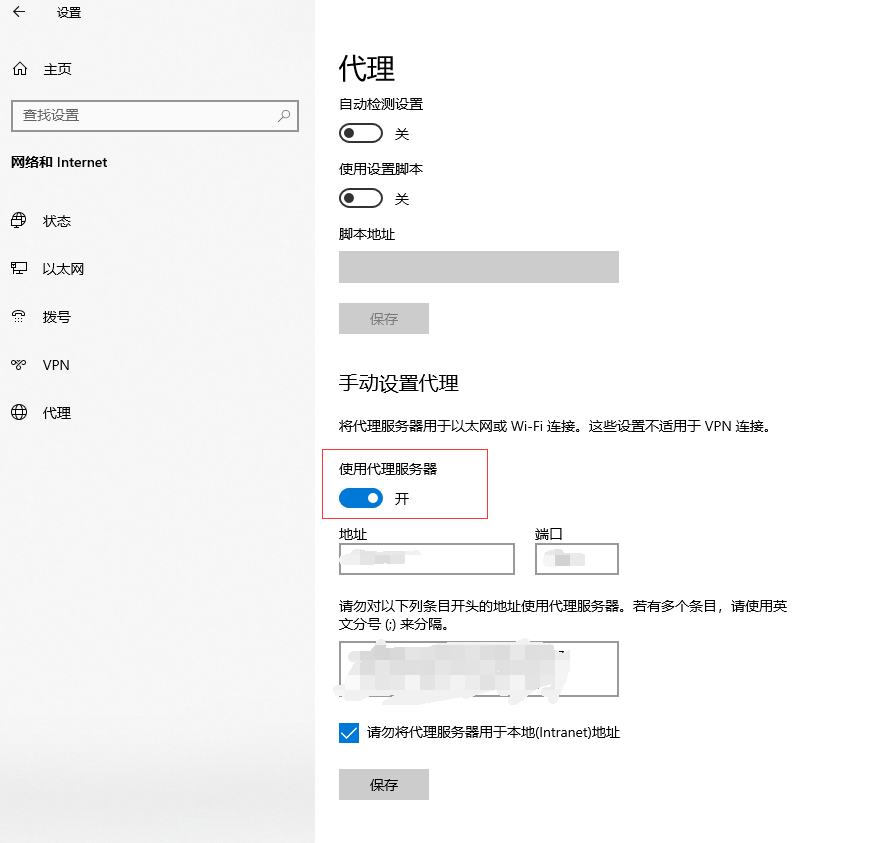 设置
主页
查找设置
网络和 Internet
状态
以太网
拨号
VPN
代理
代理
自动检测设置
关
使用设置脚本
关
脚本地址
保存
手动设置代理
将代理服务器用于以太网或 Wi-Fi 连接。这些设置不适用于 VPN 连接。
使用代理服务器
开
地址 端口
请勿对以下列条目开头的地址使用代理服务器。若有多个条目，请使用英
文分号 (;) 来分隔。
请勿将代理服务器用于本地(Intranet)地址
保存